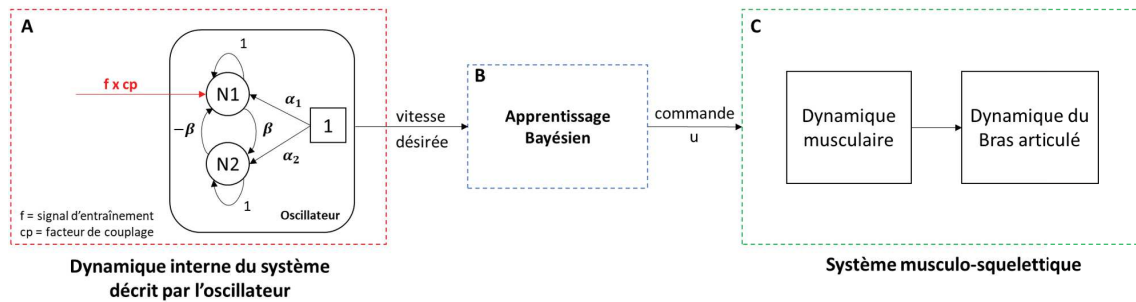 A
f x cp
1
N1
α₁
-β
β
1
α₂
N2
1
Oscillateur
f = signal d'entraînement
cp = facteur de couplage
Dynamique interne du système
décrit par l'oscillateur
vitesse
désirée
B
Apprentissage
Bayésien
commande
u
C
Dynamique
musculaire
Dynamique du
Bras articulé
Système musculo-squelettique